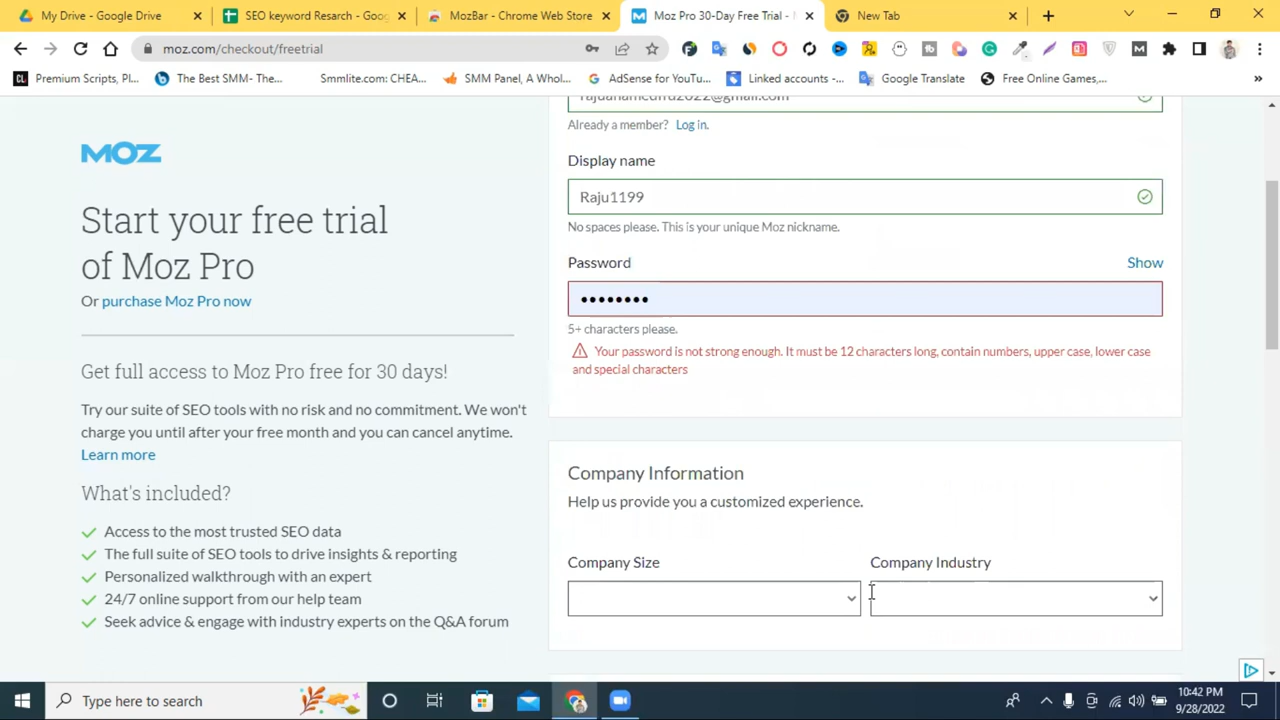 My Drive - Google Drive
SEO keyword Resarch - Goog
MozBar - Chrome Web Store
Moz Pro 30-Day Free Trial -
New Tab
moz.com/checkout/freetrial
Premium Scripts, Pl...
The Best SMM- The...
Smmlite.com: CHEA...
SMM Panel, A Whol...
AdSense for YouTu...
Linked accounts -...
Google Translate
Free Online Games,...
MOZ
Start your free trial
of Moz Pro
Or purchase Moz Pro now
Get full access to Moz Pro free for 30 days!
Try our suite of SEO tools with no risk and no commitment. We won't
charge you until after your free month and you can cancel anytime.
Learn more
What's included?
Access to the most trusted SEO data
The full suite of SEO tools to drive insights & reporting
Personalized walkthrough with an expert
24/7 online support from our help team
Seek advice & engage with industry experts on the Q&A forum
Already a member? Log in.
Display name
Raju1199
No spaces please. This is your unique Moz nickname.
Password
Show
5+ characters please.
Your password is not strong enough. It must be 12 characters long, contain numbers, upper case, lower case
and special characters
Company Information
Help us provide you a customized experience.
Company Size
Company Industry
Type here to search
10:42 PM
9/28/2022